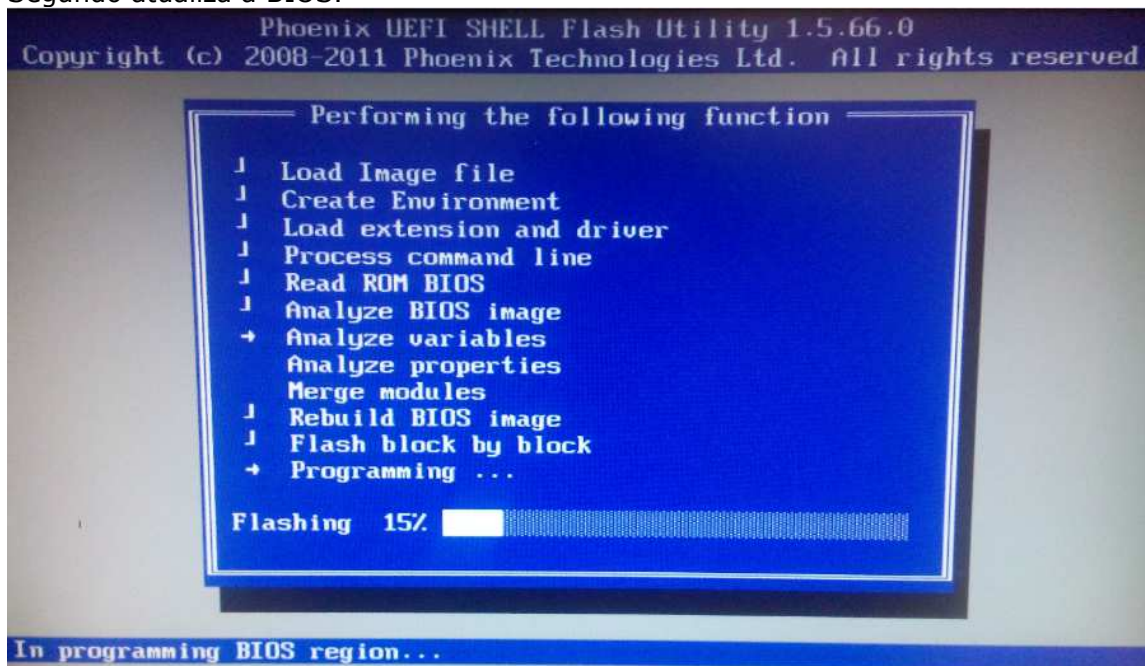 Segundo atualiza a BIOS:
Phoenix UEFI SHELL Flash Utility 1.5.66.0
Copyright (c) 2008-2011 Phoenix Technologies Ltd. All rights reserved
Performing the following function
Load Image file
Create Environment
Load extension and driver
Process command line
Read ROM BIOS
Analyze BIOS image
→ Analyze variables
Analyze properties
Merge modules
Rebuild BIOS image
Flash block by block
→ Programming ...
Flashing 15%
In programming BIOS region...